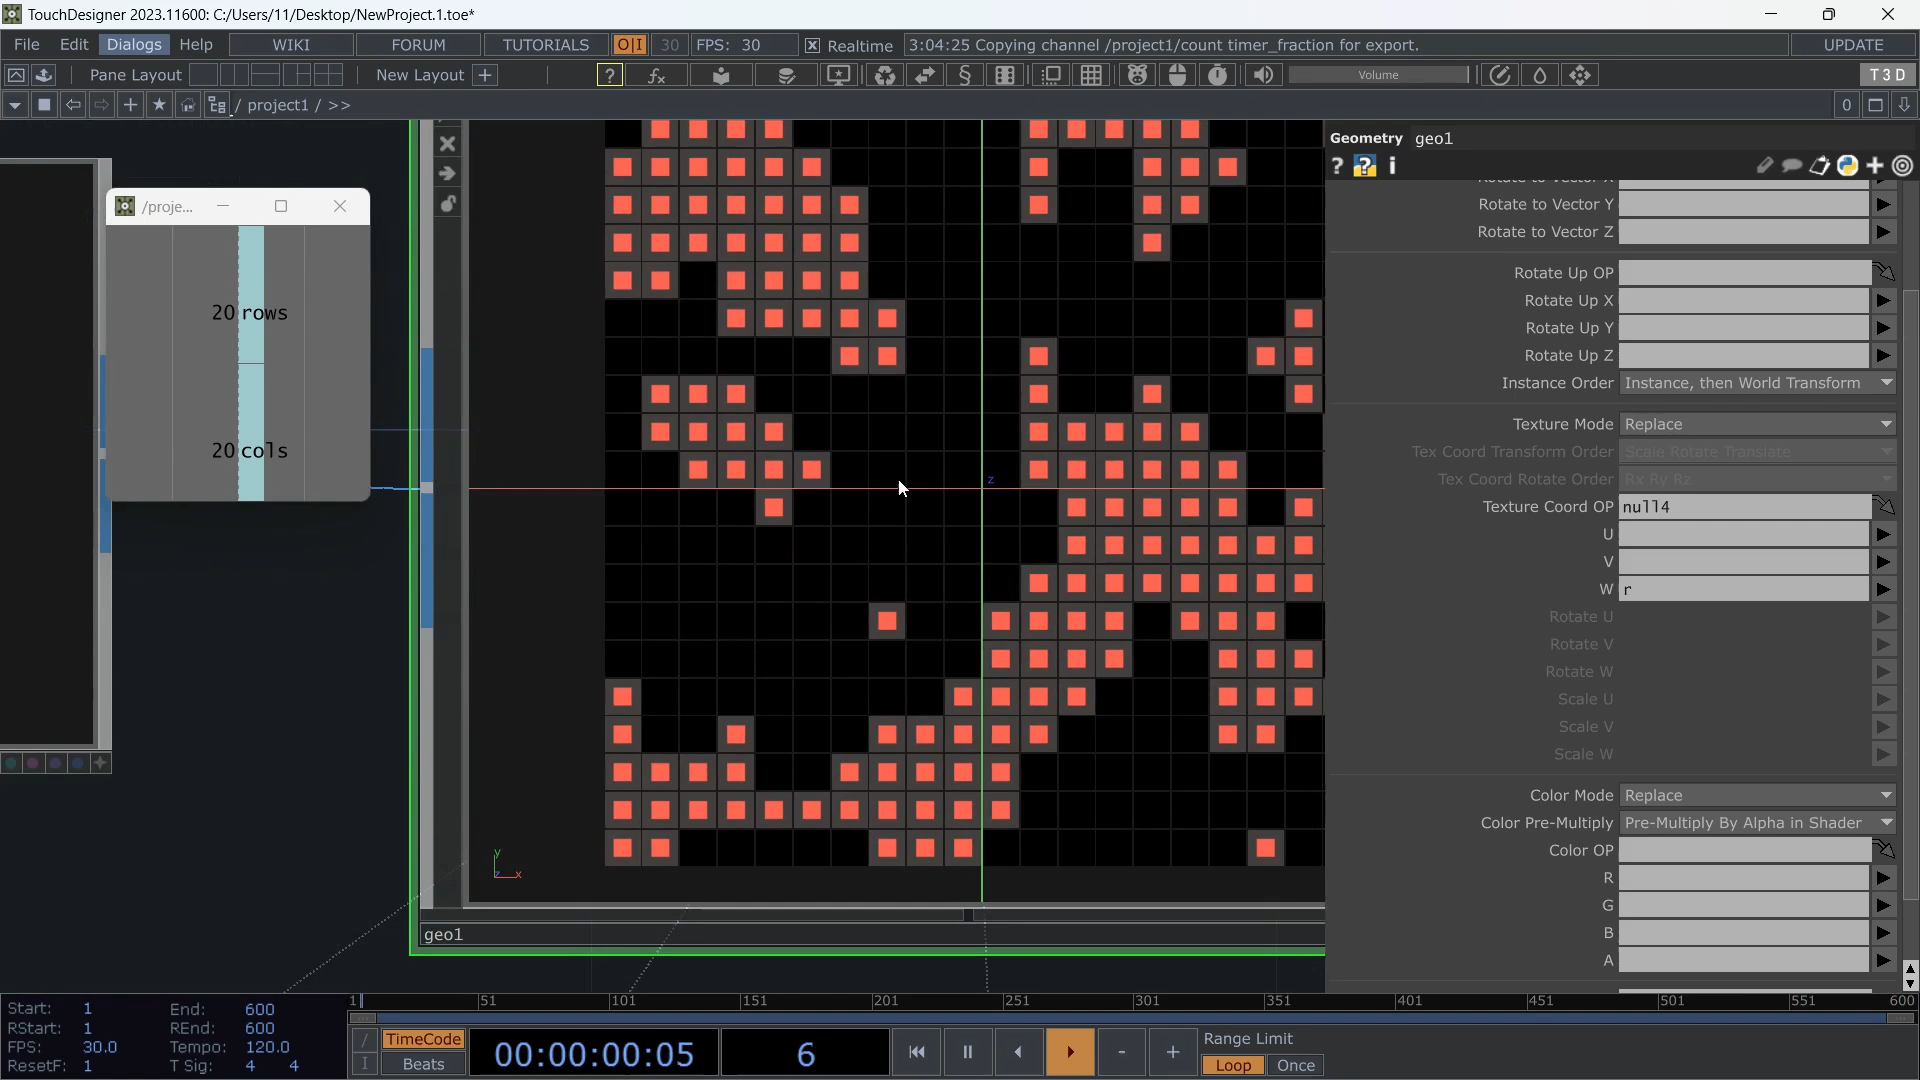 TouchDesigner 2023.11600: C:/Users/11/Desktop/NewProject.1.toe*
File Edit Dialogs Help WIKI FORUM TUTORIALS O|I 30 FPS: 30 Realtime 3:04:25 Copying channel /project1/count timer_fraction for export. UPDATE
Pane Layout New Layout + ? fx § Volume T3D
/ project1 / >> 0
/proje...
20 rows
20 cols
z
y
z x
geo1
Geometry geo1
? ? i
Rotate to Vector Y
Rotate to Vector Z
Rotate Up OP
Rotate Up X
Rotate Up Y
Rotate Up Z
Instance Order Instance, then World Transform
Texture Mode Replace
Tex Coord Transform Order Scale Rotate Translate
Tex Coord Rotate Order Rx Ry Rz
Texture Coord OP null4
U
V
W r
Rotate U
Rotate V
Rotate W
Scale U
Scale V
Scale W
Color Mode Replace
Color Pre-Multiply Pre-Multiply By Alpha in Shader
Color OP
R
G
B
A
1 51 101 151 201 251 301 351 401 451 501 551 600
Start: 1 End: 600
RStart: 1 REnd: 600
FPS: 30.0 Tempo: 120.0
ResetF: 1 T Sig: 4 4
/ TimeCode
I Beats
00:00:00:05 6
- +
Range Limit
Loop Once